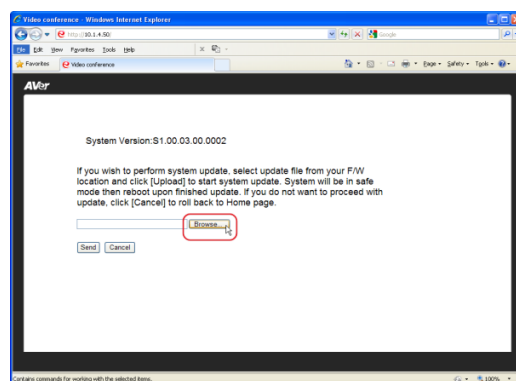 Video conference - Windows Internet Explorer
http://10.1.4.50/
Google
File Edit View Favorites Tools Help
Favorites
Video conference
Page Safety Tools
AVer
System Version:S1.00.03.00.0002
If you wish to perform system update, select update file from your F/W
location and click [Upload] to start system update. System will be in safe
mode then reboot upon finished update. If you do not want to proceed with
update, click [Cancel] to roll back to Home page.
Browse...
Send Cancel
Contains commands for working with the selected items.
100%